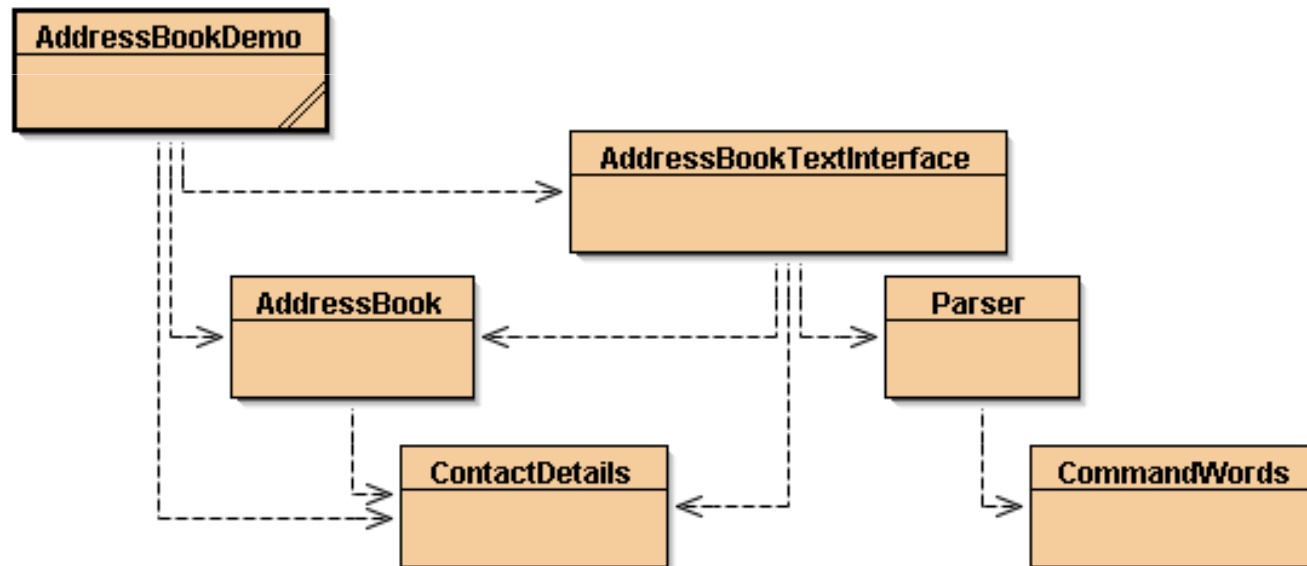 AddressBookDemo
AddressBookTextInterface
AddressBook
Parser
ContactDetails
CommandWords